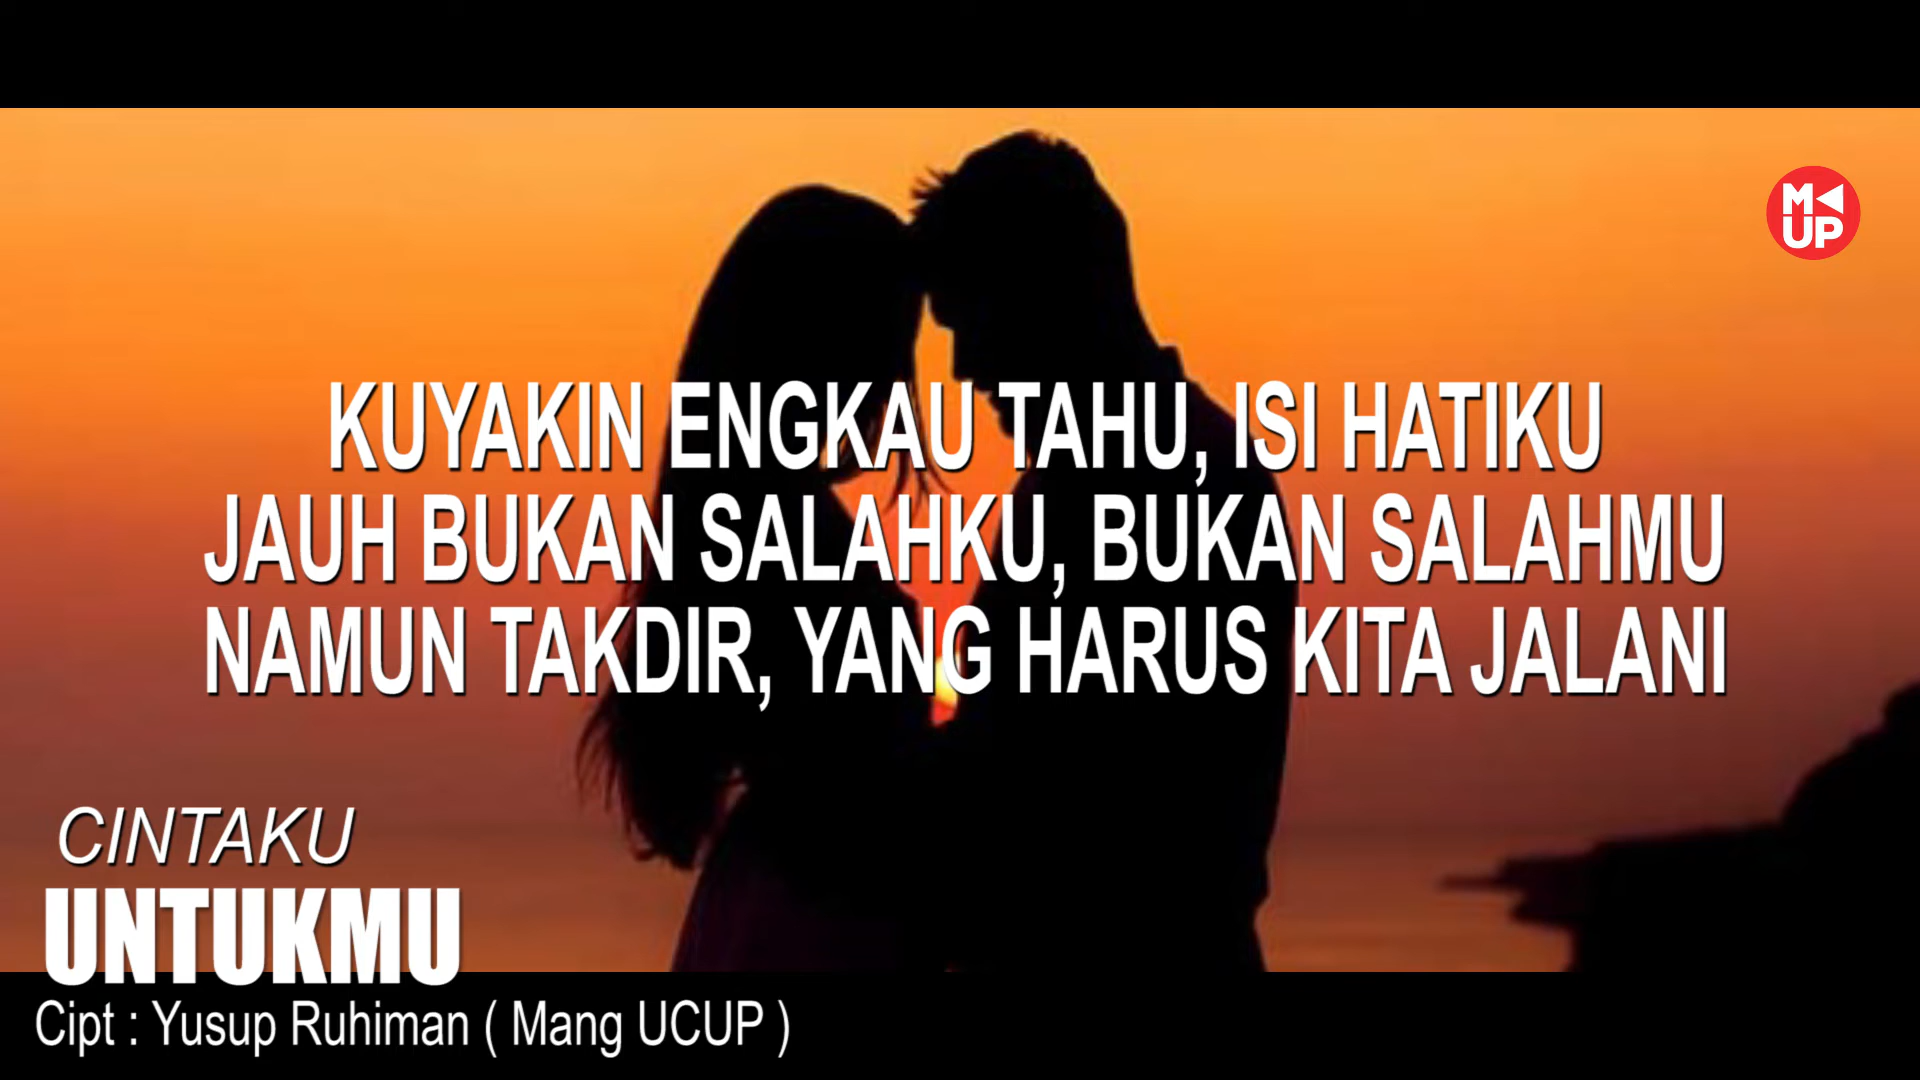 M
UP
KUYAKIN ENGKAU TAHU, ISI HATIKU
JAUH BUKAN SALAHKU, BUKAN SALAHMU
NAMUN TAKDIR, YANG HARUS KITA JALANI
CINTAKU
UNTUKMU
Cipt : Yusup Ruhiman ( Mang UCUP )